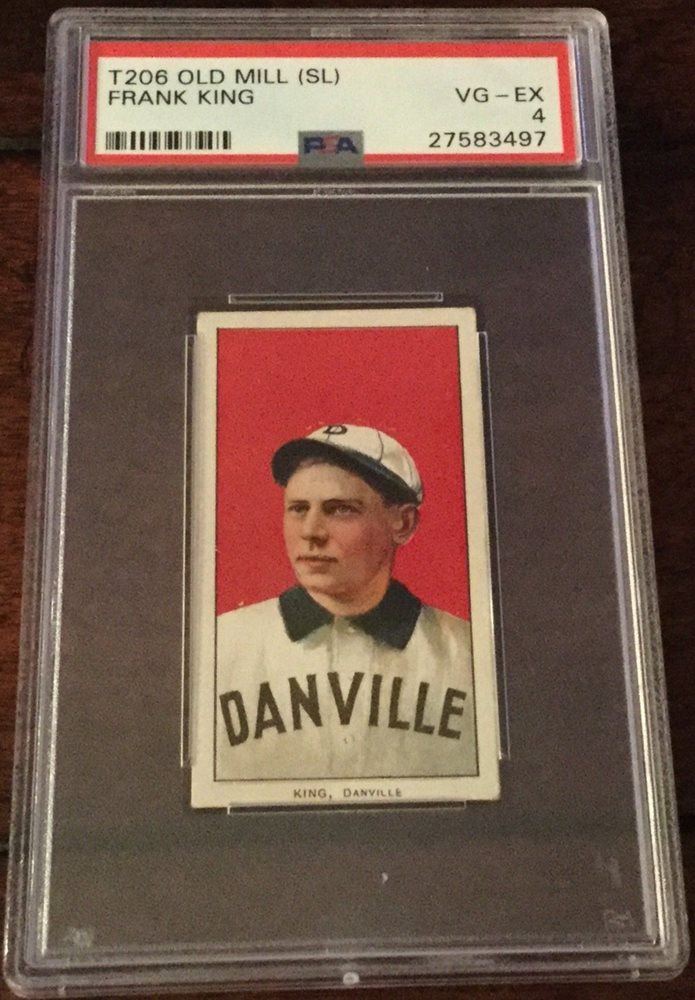 T206 OLD MILL (SL)
FRANK KING
VG – EX
4
27583497
PSA
D
DANVILLE
KING, DANVILLE